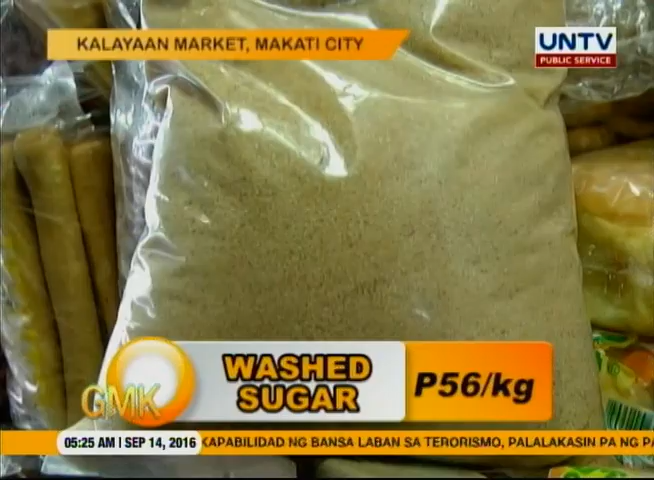 KALAYAAN MARKET, MAKATI CITY
UNTV
PUBLIC SERVICE
GMK
WASHED
SUGAR
P56/kg
05:25 AM | SEP 14, 2016
KAPABILIDAD NG BANSA LABAN SA TERORISMO, PALALAKASIN PA NG